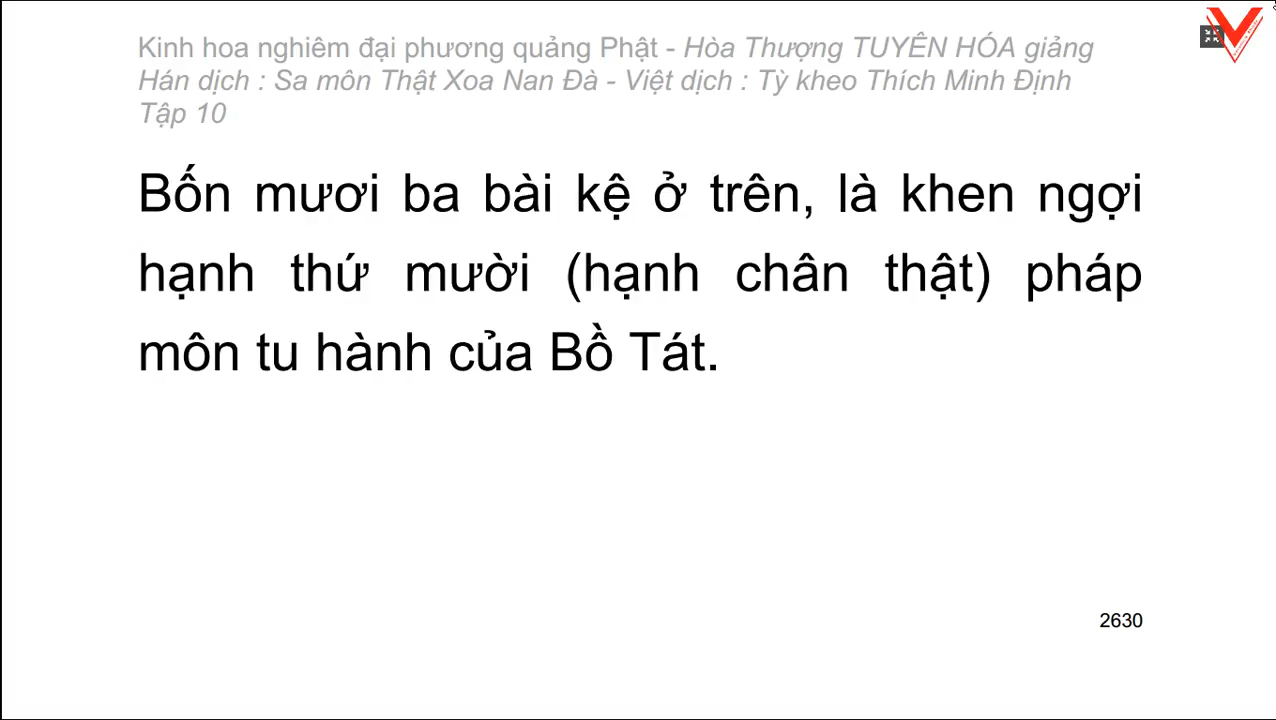 Kinh hoa nghiêm đại phương quảng Phật - Hòa Thượng TUYÊN HÓA giảng
Hán dịch : Sa môn Thật Xoa Nan Đà - Việt dịch : Tỳ kheo Thích Minh Định
Tập 10
Bốn mươi ba bài kệ ở trên, là khen ngợi
hạnh thứ mười (hạnh chân thật) pháp
môn tu hành của Bồ Tát.
2630